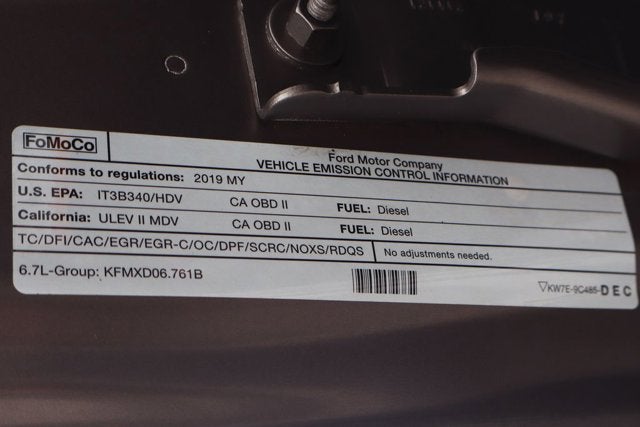 FoMoCo
Ford Motor Company
VEHICLE EMISSION CONTROL INFORMATION
Conforms to regulations: 2019 MY
U.S. EPA: IT3B340/HDV CA OBD II FUEL: Diesel
California: ULEV II MDV CA OBD II FUEL: Diesel
TC/DFI/CAC/EGR/EGR-C/OC/DPF/SCRC/NOXS/RDQS No adjustments needed.
6.7L-Group: KFMXD06.761B
▽KW7E-9C485-DEC